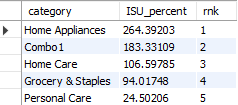 category ISU_percent rnk
Home Appliances 264.39203 1
Combo1 183.33109 2
Home Care 106.59785 3
Grocery & Staples 94.01748 4
Personal Care 24.50206 5